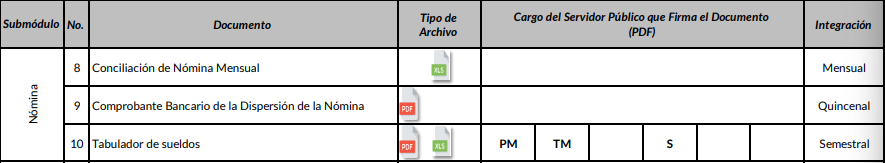 Submódulo No. Documento Tipo de Archivo Cargo del Servidor Público que Firma el Documento (PDF) Integración
Nómina
8 Conciliación de Nómina Mensual XLS Mensual
9 Comprobante Bancario de la Dispersión de la Nómina PDF Quincenal
10 Tabulador de sueldos PDF XLS PM TM S Semestral